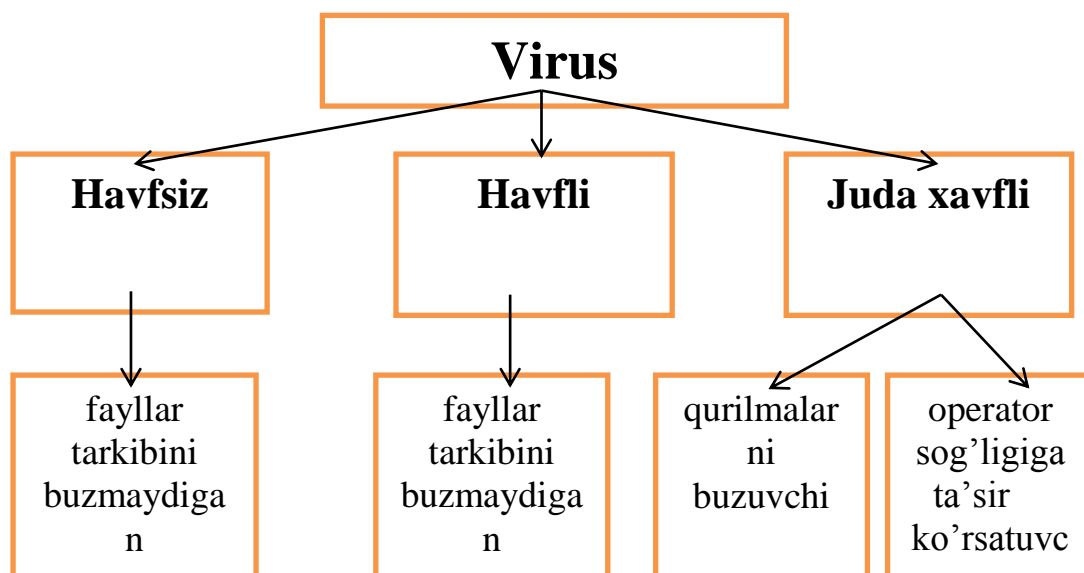 Virus
Havfsiz
Havfli
Juda xavfli
fayllar
tarkibini
buzmaydiga
n
fayllar
tarkibini
buzmaydiga
n
qurilmalar
ni
buzuvchi
operator
sog’ligiga
ta’sir
ko’rsatuvc